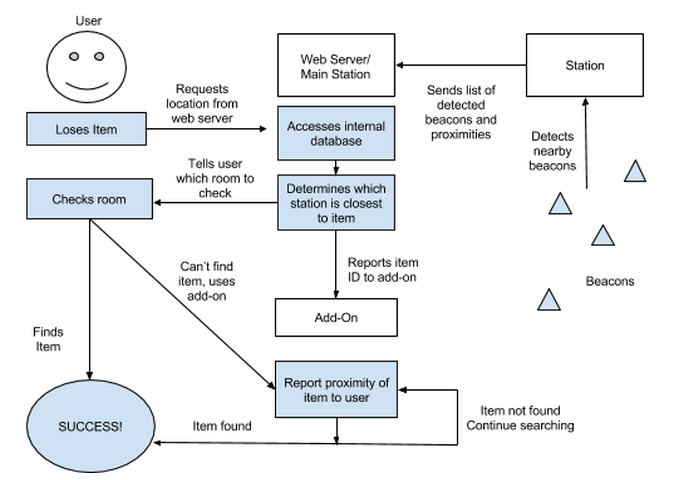 User
Web Server/
Main Station
Station
Requests
location from
web server
Sends list of
detected
beacons and
proximities
Loses Item
Accesses internal
database
Detects
nearby
beacons
Tells user
which room to
check
Checks room
Determines which
station is closest
to item
Can't find
item, uses
add-on
Reports item
ID to add-on
Beacons
Add-On
Finds
Item
Report proximity of
item to user
SUCCESS!
Item found
Item not found
Continue searching